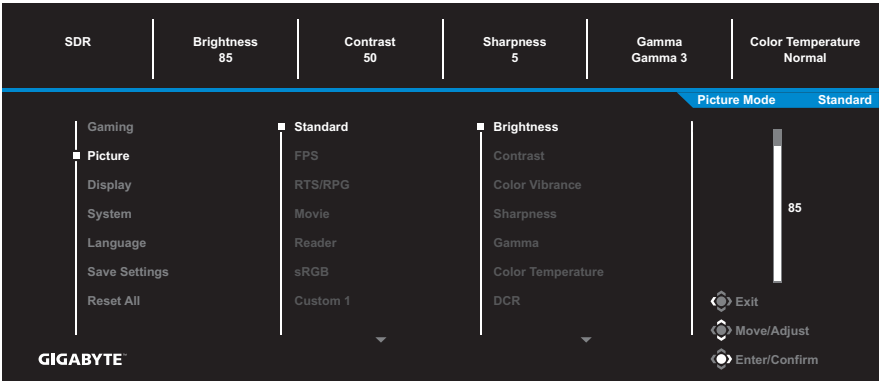 SDR
Brightness
85
Contrast
50
Sharpness
5
Gamma
Gamma 3
Color Temperature
Normal
Picture Mode Standard
Gaming
Picture
Display
System
Language
Save Settings
Reset All
Standard
FPS
RTS/RPG
Movie
Reader
sRGB
Custom 1
Brightness
Contrast
Color Vibrance
Sharpness
Gamma
Color Temperature
DCR
85
Exit
Move/Adjust
Enter/Confirm
GIGABYTE™